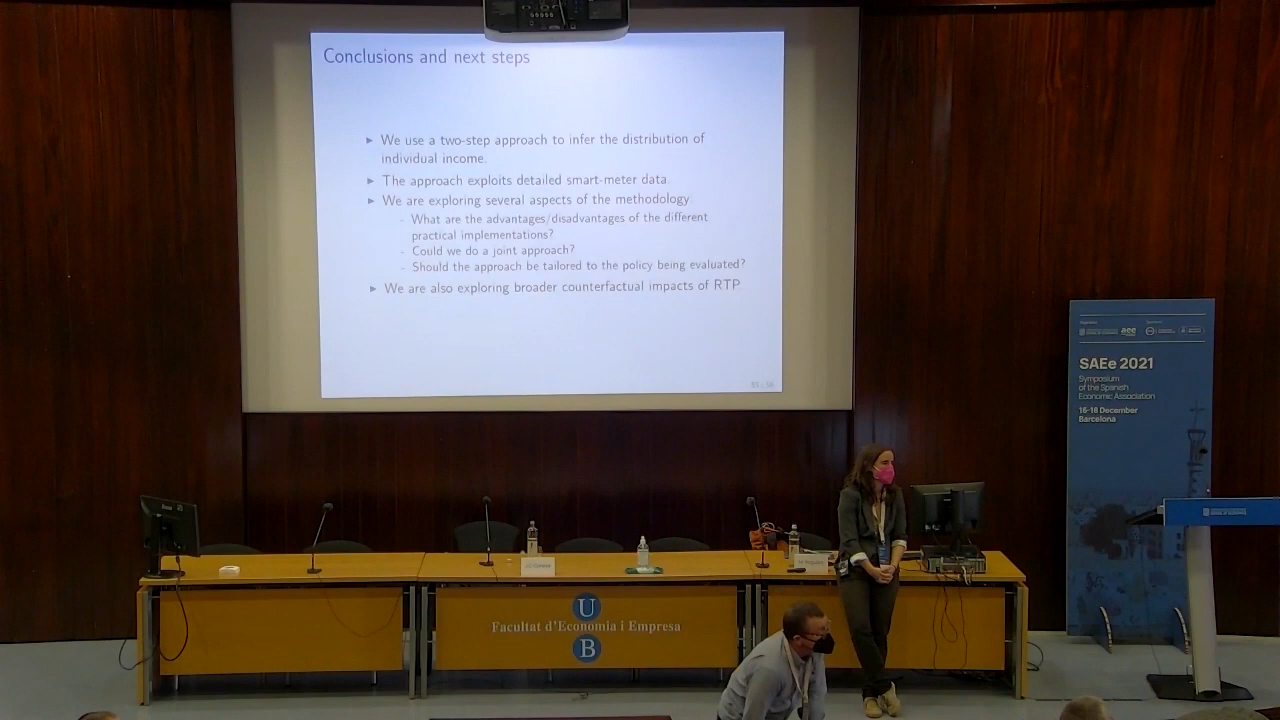 Conclusions and next steps
We use a two-step approach to infer the distribution of
individual income.
The approach exploits detailed smart-meter data.
We are exploring several aspects of the methodology
- What are the advantages/disadvantages of the different
practical implementations?
- Could we do a joint approach?
- Should the approach be tailored to the policy being evaluated?
We are also exploring broader counterfactual impacts of RTP
SAEe 2021
Symposium
of the Spanish
Economic Association
16-18 December
Barcelona
U
Facultat d'Economia i Empresa
B